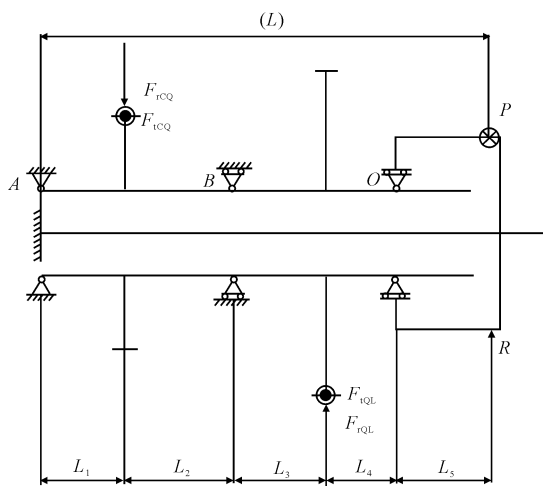 (L)
F_rCQ
P
F_tCQ
A
B
O
R
F_tQL
F_rQL
L_1
L_2
L_3
L_4
L_5